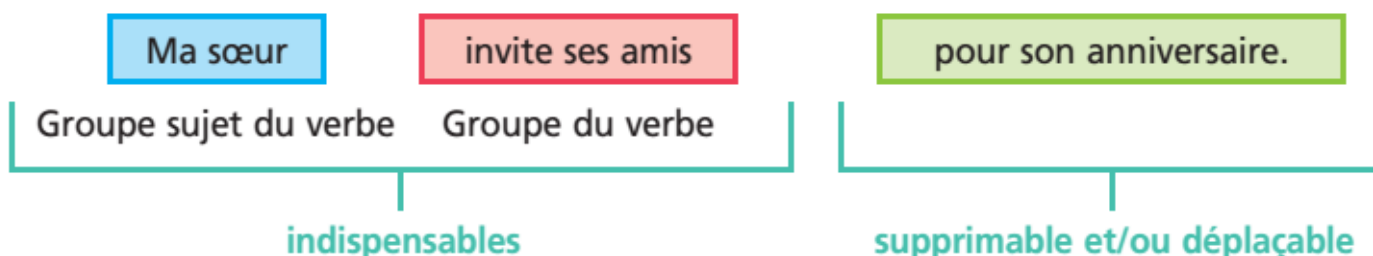 Ma sœur invite ses amis pour son anniversaire.
Groupe sujet du verbe Groupe du verbe
indispensables supprimable et/ou déplaçable